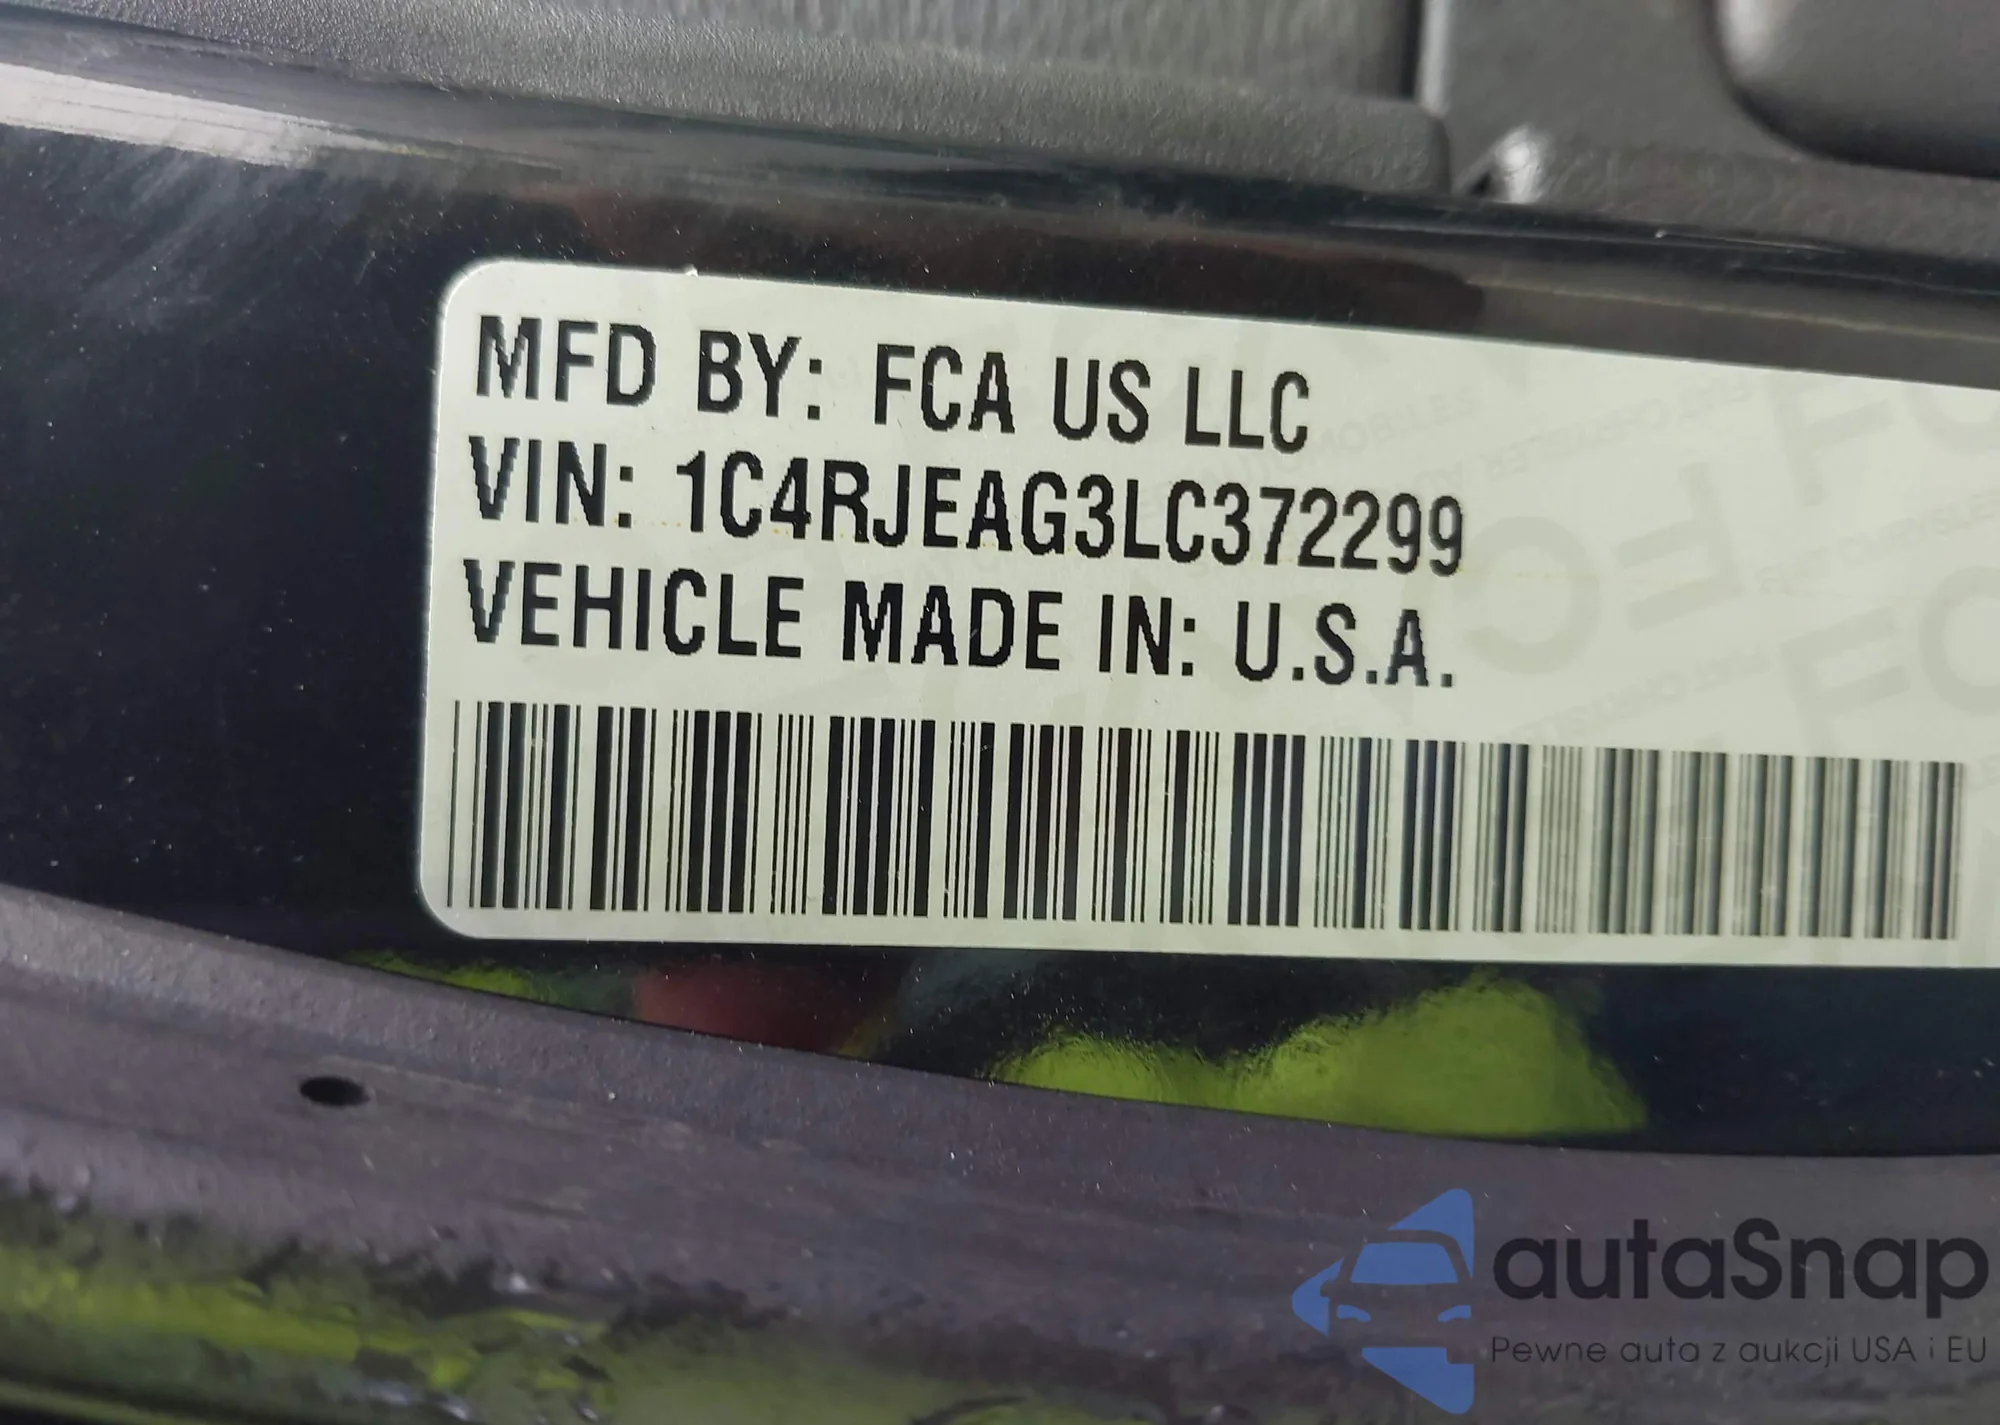 MFD BY: FCA US LLC
VIN: 1C4RJEAG3LC372299
VEHICLE MADE IN: U.S.A.
autaSnap
Pewne auta z aukcji USA i EU